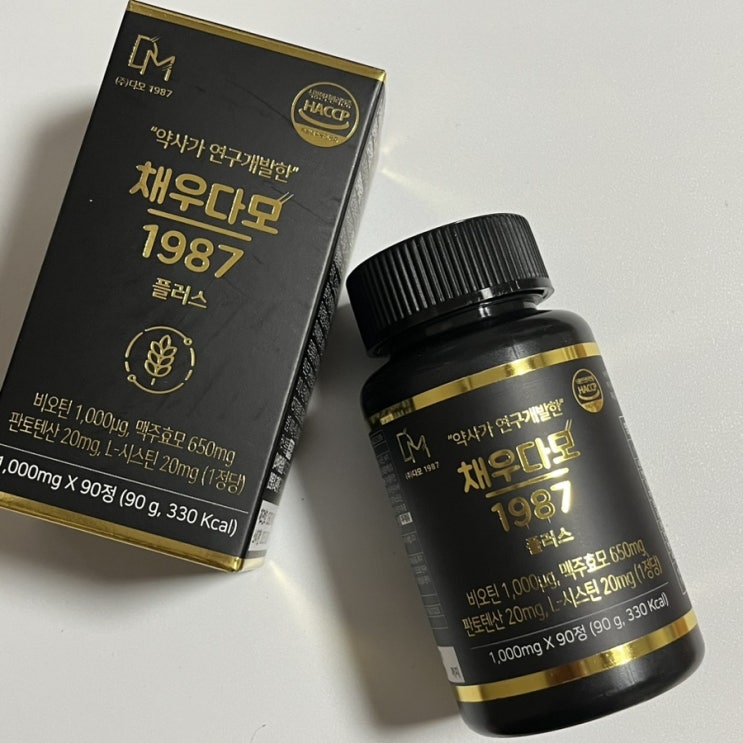 DM
(주)다모 1987
HACCP
"약사가 연구개발한"
채우다모
1987
플러스
비오틴 1,000μg, 맥주효모 650mg
판토텐산 20mg, L-시스틴 20mg (1정당)
1,000mg X 90정 (90 g, 330 Kcal)
HACCP
DM
(주)다모 1987
"약사가 연구개발한"
채우다모
1987
플러스
비오틴 1,000μg, 맥주효모 650mg
판토텐산 20mg, L-시스틴 20mg (1정당)
1,000mg X 90정 (90 g, 330 Kcal)